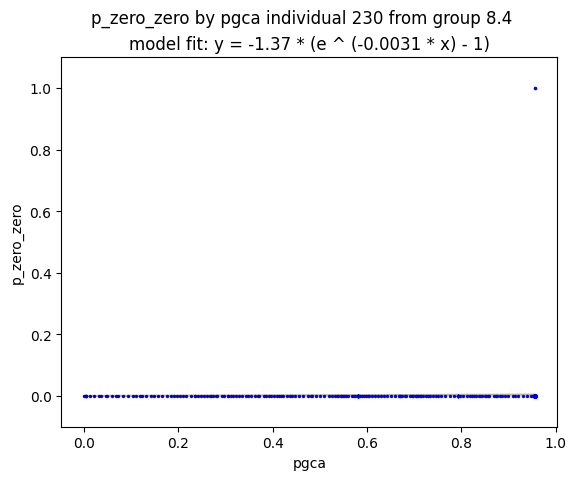 p_zero_zero by pgca individual 230 from group 8.4
model fit: y = -1.37 * (e ^ (-0.0031 * x) - 1)
1.0
0.8
0.6
0.4
0.2
0.0
p_zero_zero
0.0 0.2 0.4 0.6 0.8 1.0
pgca